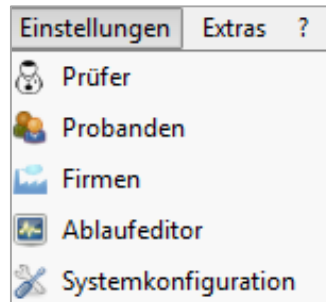 Einstellungen Extras ?
Prüfer
Probanden
Firmen
Ablaufeditor
Systemkonfiguration